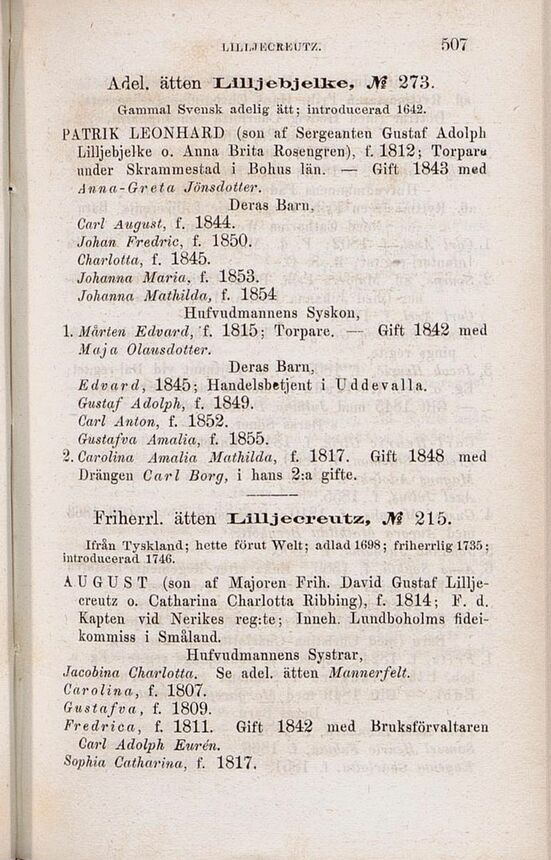 LILLJECREUTZ. 507
Adel. ätten Lilljebjelke, № 273.
Gammal Svensk adelig ätt; introducerad 1642.
PATRIK LEONHARD (son af Sergeanten Gustaf Adolph
Lilljebjelke o. Anna Brita Rosengren), f. 1812; Torpare
under Skrammestad i Bohus län. — Gift 1843 med
Anna-Greta Jönsdotter.
Deras Barn,
Carl August, f. 1844.
Johan Fredric, f. 1850.
Charlotta, f. 1845.
Johanna Maria, f. 1853.
Johanna Mathilda, f. 1854
Hufvudmannens Syskon,
1. Mårten Edvard, f. 1815; Torpare. — Gift 1842 med
Maja Olausdotter.
Deras Barn,
Edvard, 1845; Handelsbetjent i Uddevalla.
Gustaf Adolph, f. 1849.
Carl Anton, f. 1852.
Gustafva Amalia, f. 1855.
2. Carolina Amalia Mathilda, f. 1817. Gift 1848 med
Drängen Carl Borg, i hans 2:a gifte.
Friherrl. ätten Lilljecreutz, № 215.
Ifrån Tyskland; hette förut Welt; adlad 1698; friherrlig 1735;
introducerad 1746.
AUGUST (son af Majoren Frih. David Gustaf Lillje-
creutz o. Catharina Charlotta Ribbing), f. 1814; F. d.
Kapten vid Nerikes reg:te; Inneh. Lundboholms fidei-
kommiss i Småland.
Hufvudmannens Systrar,
Jacobina Charlotta. Se adel. ätten Mannerfelt.
Carolina, f. 1807.
Gustafva, f. 1809.
Fredrica, f. 1811. Gift 1842 med Bruksförvaltaren
Carl Adolph Eurén.
Sophia Catharina, f. 1817.